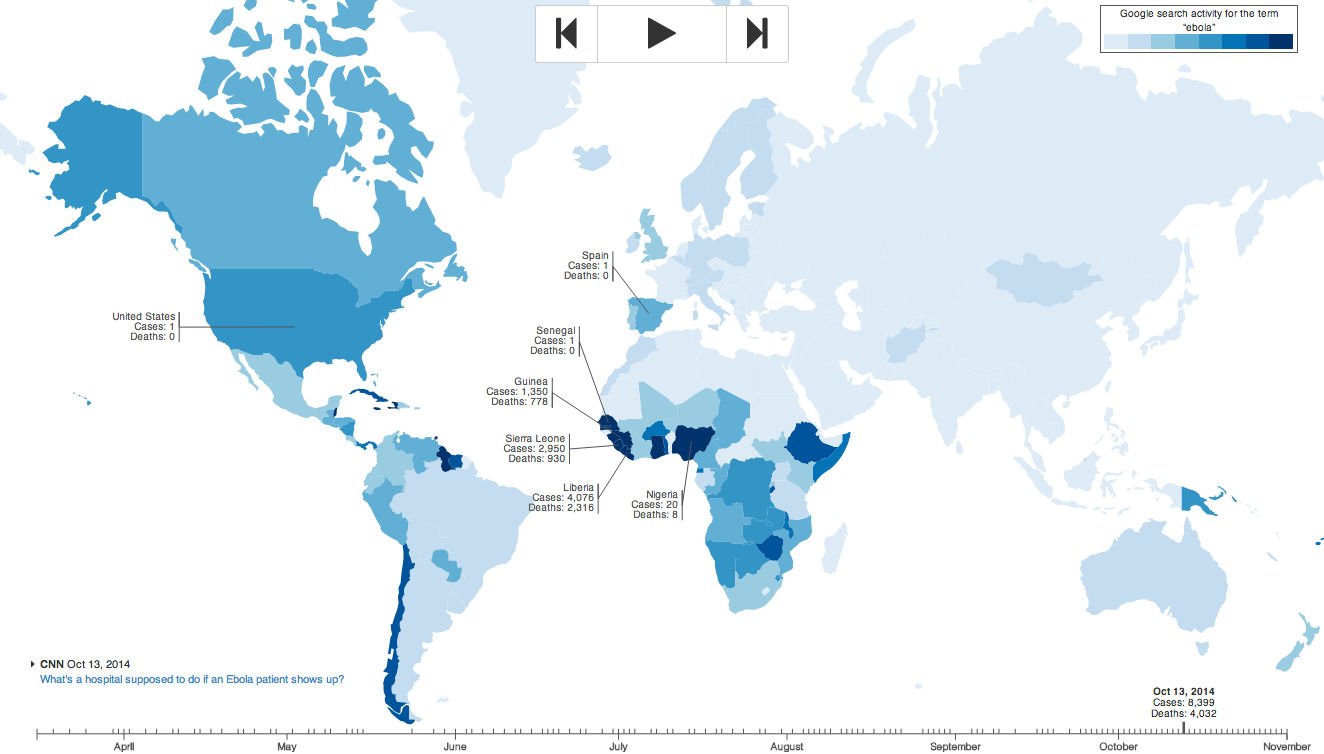 Google search activity for the term
"ebola"
Spain
Cases: 1
Deaths: 0
United States
Cases: 1
Deaths: 0
Senegal
Cases: 1
Deaths: 0
Guinea
Cases: 1,350
Deaths: 778
Sierra Leone
Cases: 2,950
Deaths: 930
Liberia
Cases: 4,076
Deaths: 2,316
Nigeria
Cases: 20
Deaths: 8
CNN Oct 13, 2014
What's a hospital supposed to do if an Ebola patient shows up?
Oct 13, 2014
Cases: 8,399
Deaths: 4,032
April May June July August September October November